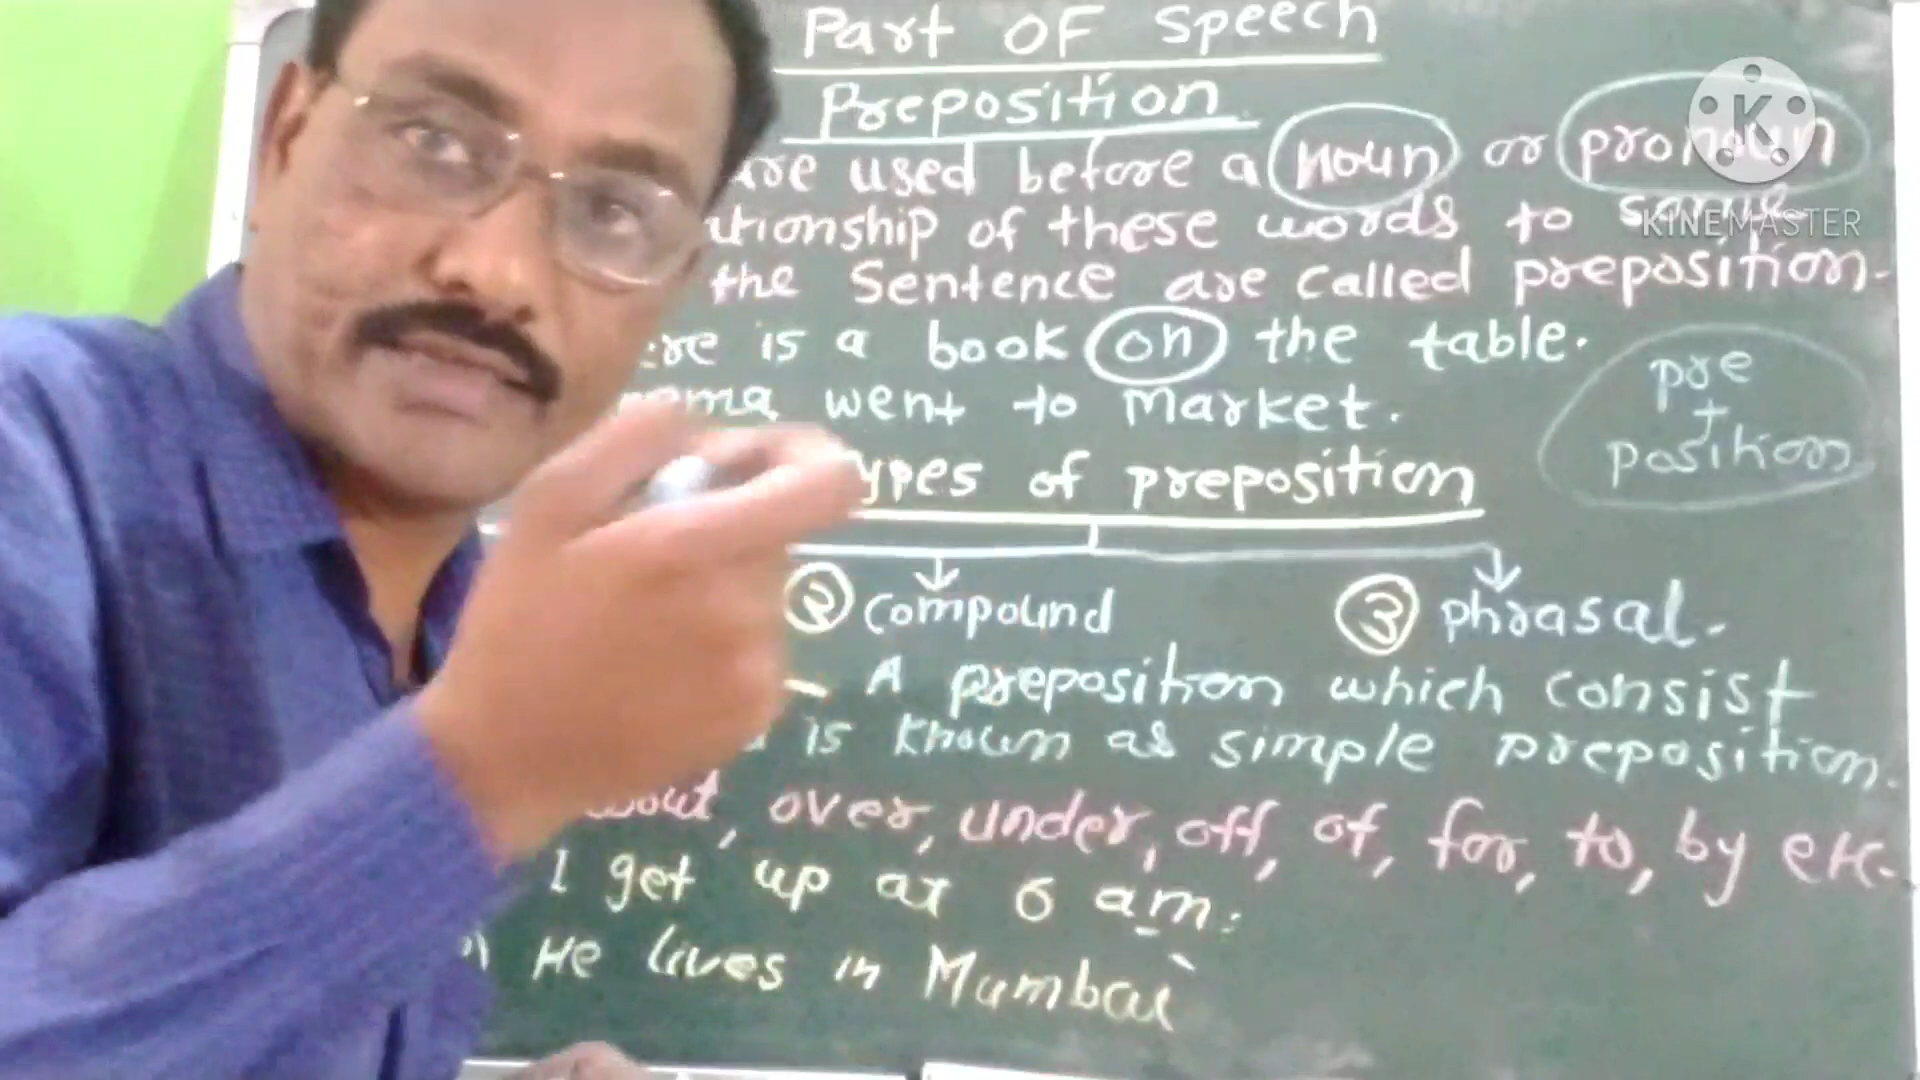 Part OF Speech
Preposition
are used before a noun or pronoun
K
of these words to some
KINEMASTER
the sentence are called preposition.
is a book on the table.
went to market.
pre
+
position
types of preposition
② compound ③ phrasal.
- A preposition which consist
is known as simple preposition.
over, under, off, of, for, to, by etc.
I get up at 6 am.
He lives in Mumbai